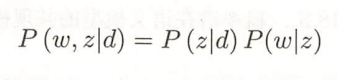 P(w, z|d) = P(z|d) P(w|z)